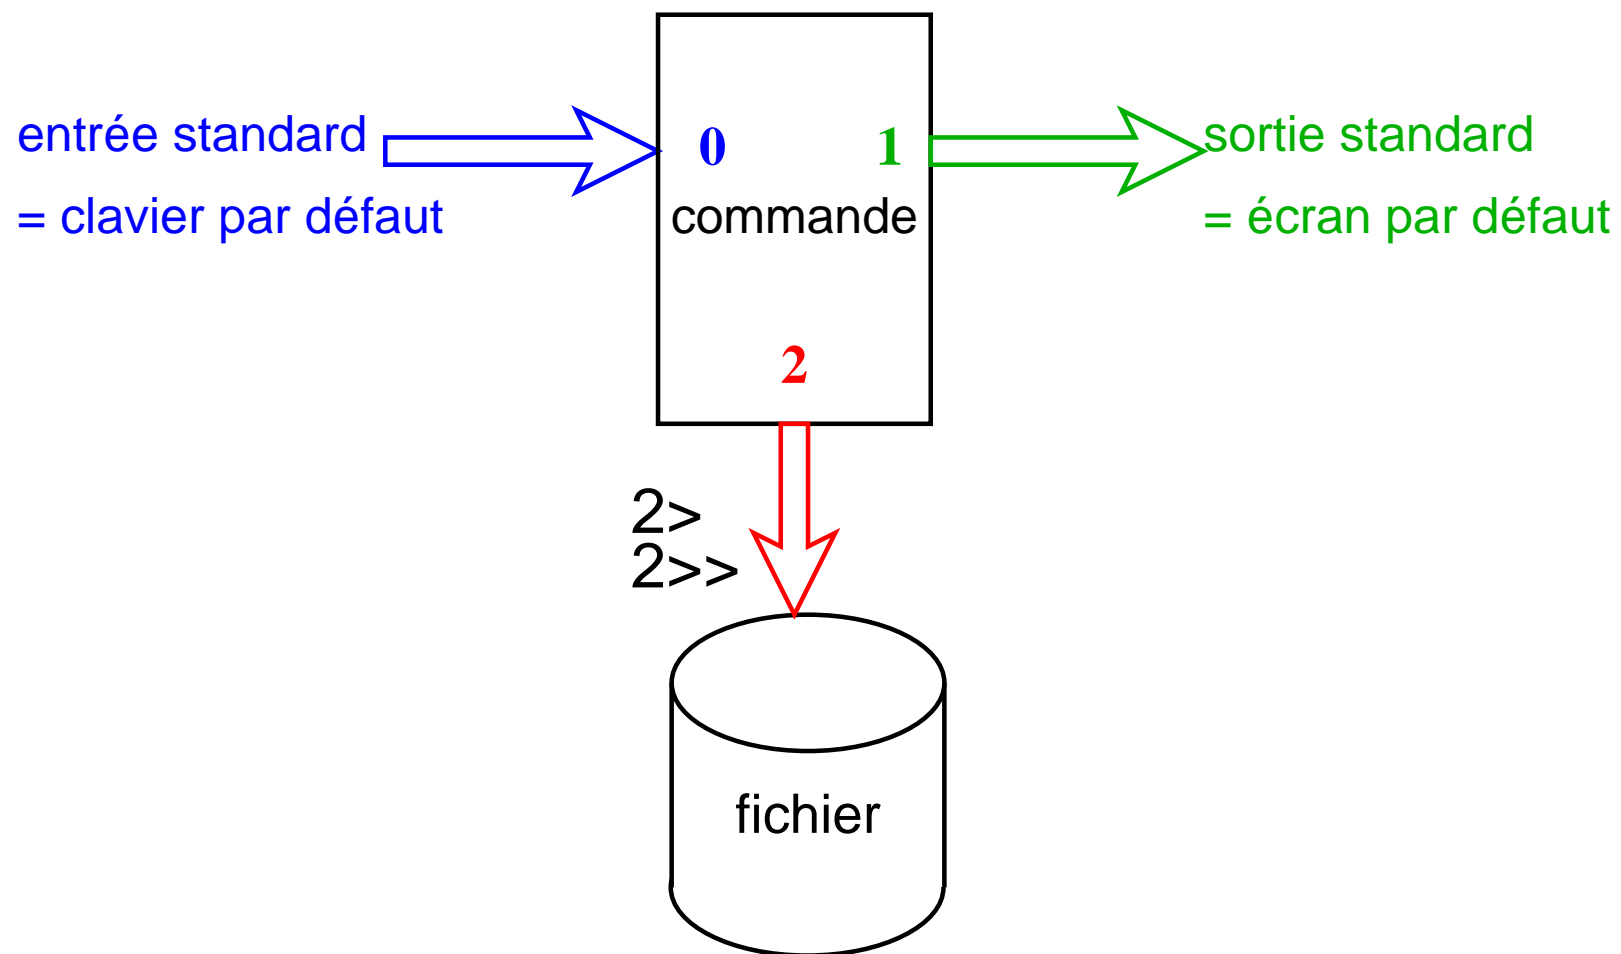 entrée standard
= clavier par défaut
0
1
commande
2
sortie standard
= écran par défaut
2>
2>>
fichier